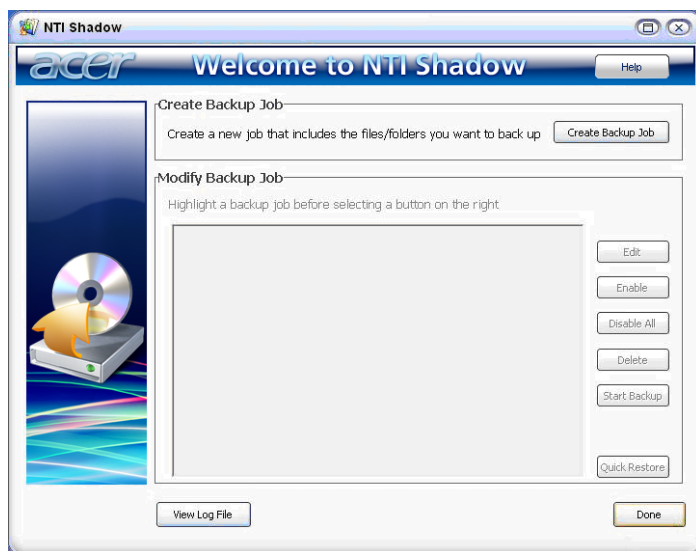 NTI Shadow
acer
Welcome to NTI Shadow
Help
Create Backup Job
Create a new job that includes the files/folders you want to back up
Create Backup Job
Modify Backup Job
Highlight a backup job before selecting a button on the right
Edit
Enable
Disable All
Delete
Start Backup
Quick Restore
View Log File
Done